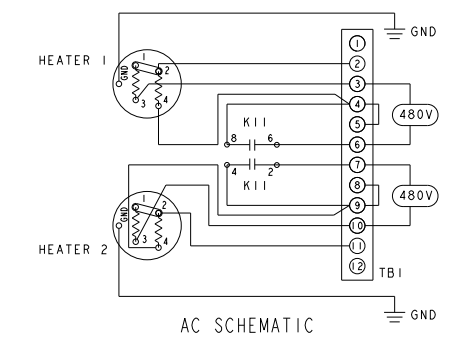 GND
HEATER 1
GND
1
2
3
4
1
2
3
4
5
6
7
8
9
10
11
12
TB1
480V
480V
K11
8
6
4
2
K11
GND
1
2
3
4
HEATER 2
GND
AC SCHEMATIC